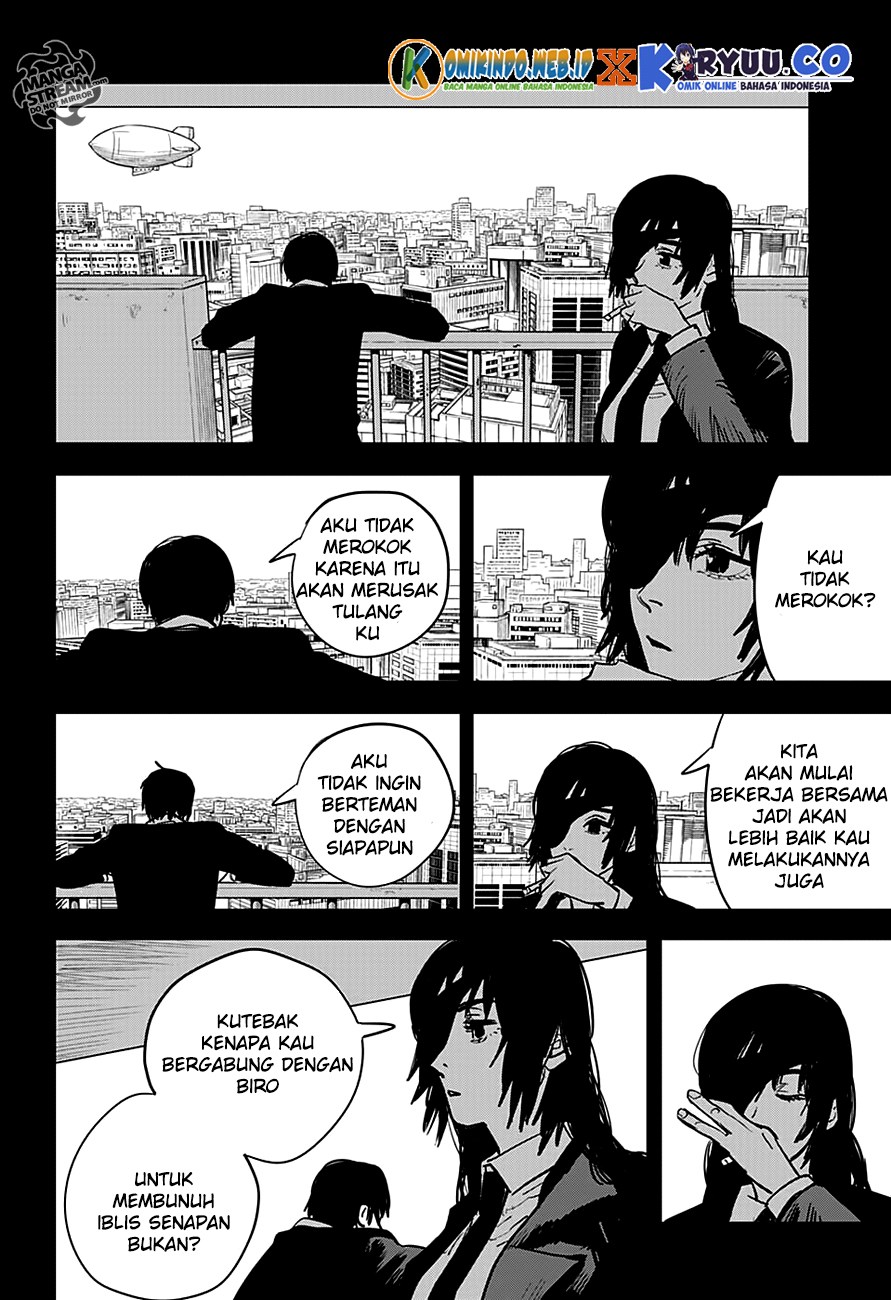 MANGA
STREAM.com
DO NOT MIRROR
KOMIKINDO.WEB.ID X KIRYUU.CO
BACA MANGA ONLINE BAHASA INDONESIA
OMIK ONLINE BAHASA INDONESIA
KAU
TIDAK
MEROKOK?
AKU TIDAK
MEROKOK
KARENA ITU
AKAN MERUSAK
TULANG
KU
KITA
AKAN MULAI
BEKERJA BERSAMA
JADI AKAN
LEBIH BAIK KAU
MELAKUKANNYA
JUGA
AKU
TIDAK INGIN
BERTEMAN
DENGAN
SIAPAPUN
KUTEBAK
KENAPA KAU
BERGABUNG DENGAN
BIRO
UNTUK
MEMBUNUH
IBLIS SENAPAN
BUKAN?